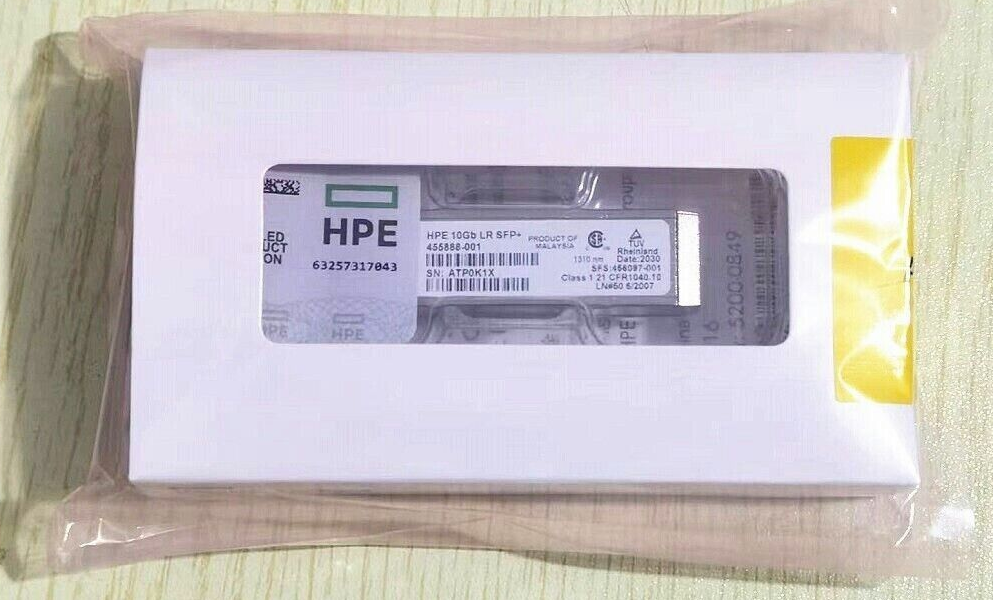 HPE
63257317043
.ED
UCT
ON
HPE
HPE 10Gb LR SFP+
455888-001
PRODUCT OF
MALAYSIA
SN: ATP0K1X
1310 nm
TUV
Rheinland
Date:2030
SFS:456097-001
Class 1 21 CFR1040.10
LN#50 6/2007
HPE
16
5200-0849